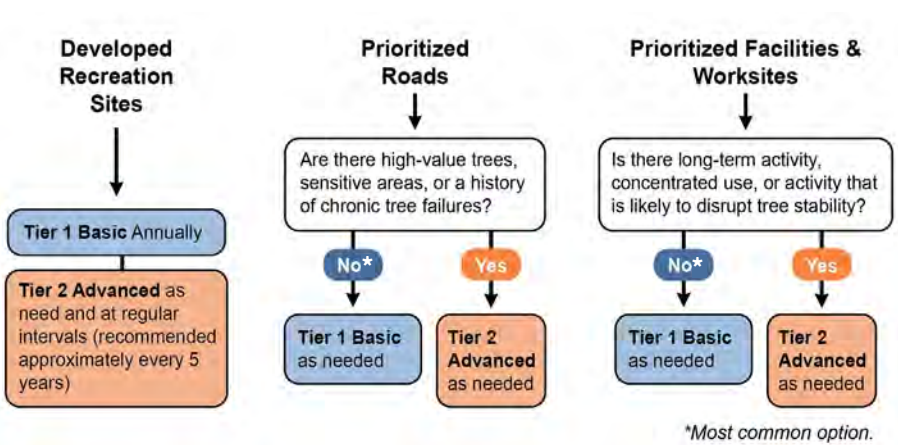 Developed
Recreation
Sites
Tier 1 Basic Annually
Tier 2 Advanced as
need and at regular
intervals (recommended
approximately every 5
years)
Prioritized
Roads
Are there high-value trees,
sensitive areas, or a history
of chronic tree failures?
No*
Yes
Tier 1 Basic
as needed
Tier 2
Advanced
as needed
Prioritized Facilities &
Worksites
Is there long-term activity,
concentrated use, or activity that
is likely to disrupt tree stability?
No*
Yes
Tier 1 Basic
as needed
Tier 2
Advanced
as needed
*Most common option.